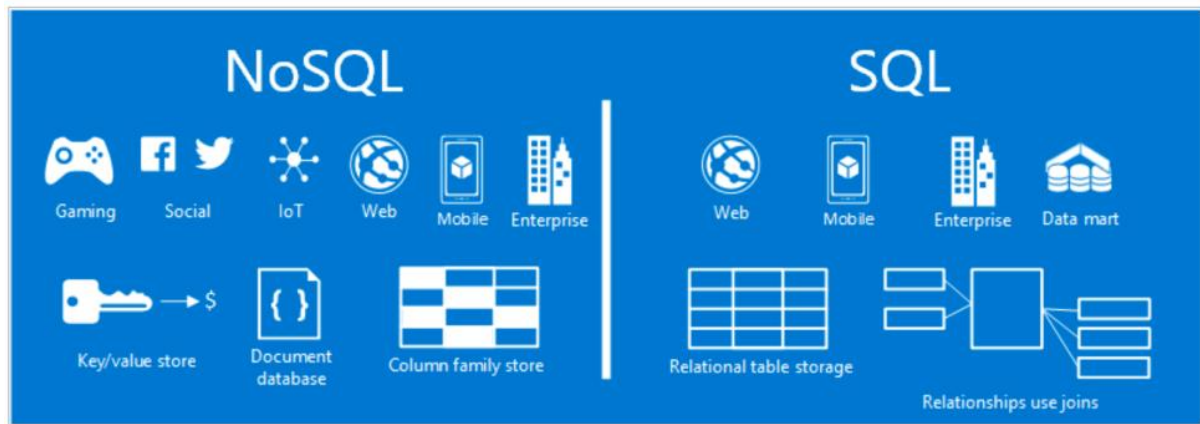 NoSQL
SQL
Gaming
Social
IoT
Web
Mobile
Enterprise
Web
Mobile
Enterprise
Data mart
{ }
$
Key/value store
Document
database
Column family store
Relational table storage
Relationships use joins